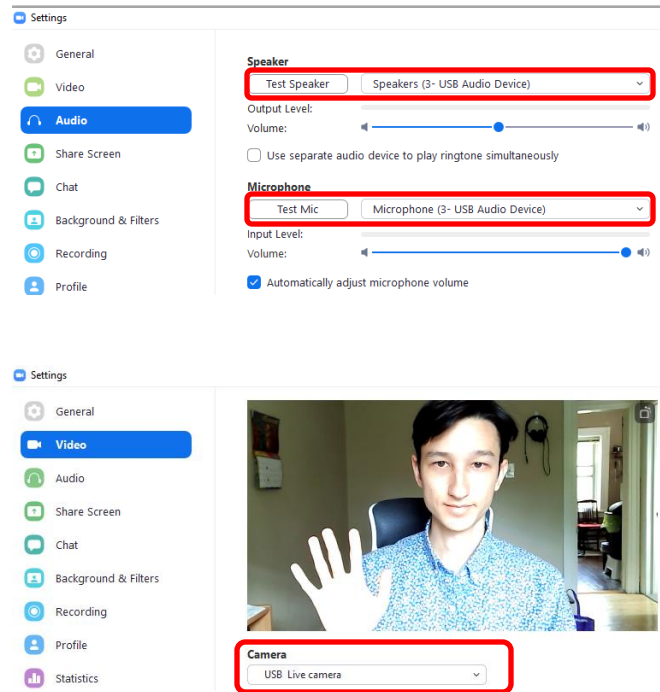 Settings
General
Video
Audio
Share Screen
Chat
Background & Filters
Recording
Profile
Speaker
Test Speaker Speakers (3- USB Audio Device)
Output Level:
Volume:
Use separate audio device to play ringtone simultaneously
Microphone
Test Mic Microphone (3- USB Audio Device)
Input Level:
Volume:
Automatically adjust microphone volume
Settings
General
Video
Audio
Share Screen
Chat
Background & Filters
Recording
Profile
Statistics
Camera
USB Live camera